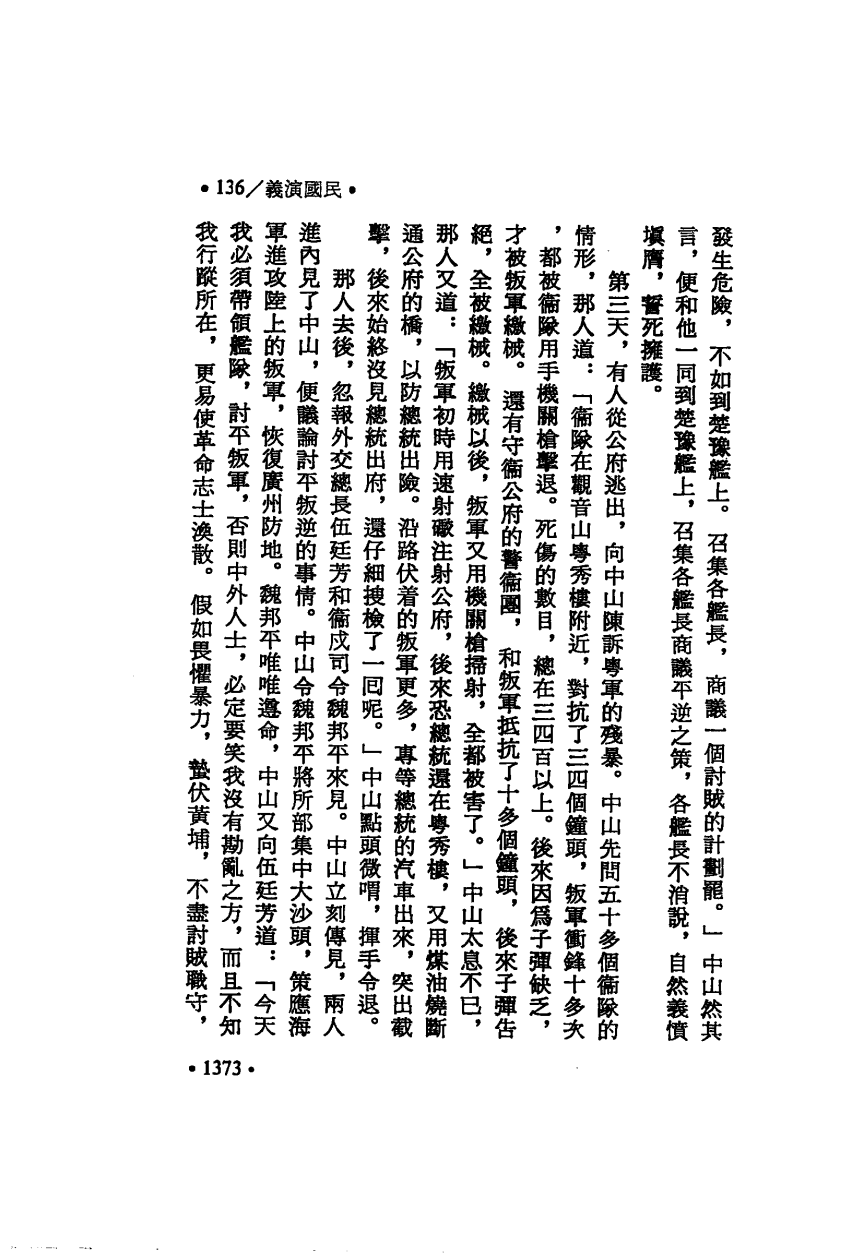 •136／義演國民•
發生危險，不如到楚豫艦上。召集各艦長，商議一個討賊的計劃罷。」中山然其
言，便和他一同到楚豫艦上，召集各艦長商議平逆之策，各艦長不消說，自然義憤
塡膺，誓死擁護。
第三天，有人從公府逃出，向中山陳訴粵軍的殘暴。中山先問五十多個衞隊的
情形，那人道：「衞隊在觀音山粵秀樓附近，對抗了三四個鐘頭，叛軍衝鋒十多次
，都被衞隊用手機關槍擊退。死傷的數目，總在三四百以上。後來因爲子彈缺乏，
才被叛軍繳械。還有守衞公府的警衞團，和叛軍抵抗了十多個鐘頭，後來子彈告
絕，全被繳械。繳械以後，叛軍又用機關槍掃射，全都被害了。」中山太息不已，
那人又道：「叛軍初時用速射礮注射公府，後來恐總統還在粵秀樓，又用煤油燒斷
通公府的橋，以防總統出險。沿路伏着的叛軍更多，專等總統的汽車出來，突出截
擊，後來始終沒見總統出府，還仔細搜檢了一囘呢。」中山點頭微喟，揮手令退。
那人去後，忽報外交總長伍廷芳和衞戍司令魏邦平來見。中山立刻傳見，兩人
進內見了中山，便議論討平叛逆的事情。中山令魏邦平將所部集中大沙頭，策應海
軍進攻陸上的叛軍，恢復廣州防地。魏邦平唯唯遵命，中山又向伍廷芳道：「今天
我必須帶領艦隊，討平叛軍，否則中外人士，必定要笑我沒有勘亂之方，而且不知
我行蹤所在，更易使革命志士渙散。假如畏懼暴力，蟄伏黃埔，不盡討賊職守，
•1373•